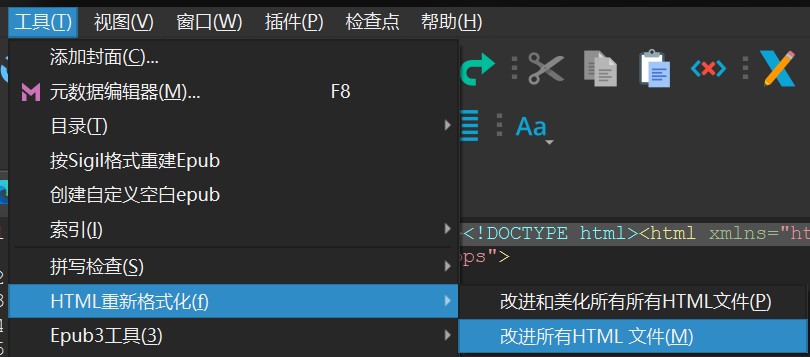 工具(T) 视图(V) 窗口(W) 插件(P) 检查点 帮助(H)
添加封面(C)...
元数据编辑器(M)... F8
目录(T)
按Sigil格式重建Epub
创建自定义空白epub
Aa
索引(I)
拼写检查(S)
HTML重新格式化(f)
Epub3工具(3)
<!DOCTYPE html><html xmlns="ht
ops">
改进和美化所有所有HTML文件(P)
改进所有HTML 文件(M)